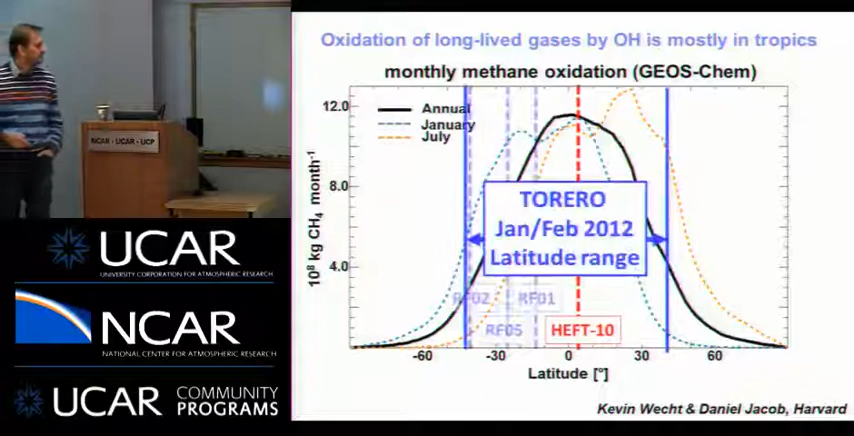 Oxidation of long-lived gases by OH is mostly in tropics
monthly methane oxidation (GEOS-Chem)
12.0
8.0
4.0
10⁸ kg CH₄ month⁻¹
Annual
January
July
TORERO
Jan/Feb 2012
Latitude range
RF02
RF01
RF05
HEFT-10
-60
-30
0
30
60
Latitude [°]
Kevin Wecht & Daniel Jacob, Harvard
NCAR - UCAR - UCP
UCAR
UNIVERSITY CORPORATION FOR ATMOSPHERIC RESEARCH
NCAR
NATIONAL CENTER FOR ATMOSPHERIC RESEARCH
UCAR
COMMUNITY
PROGRAMS